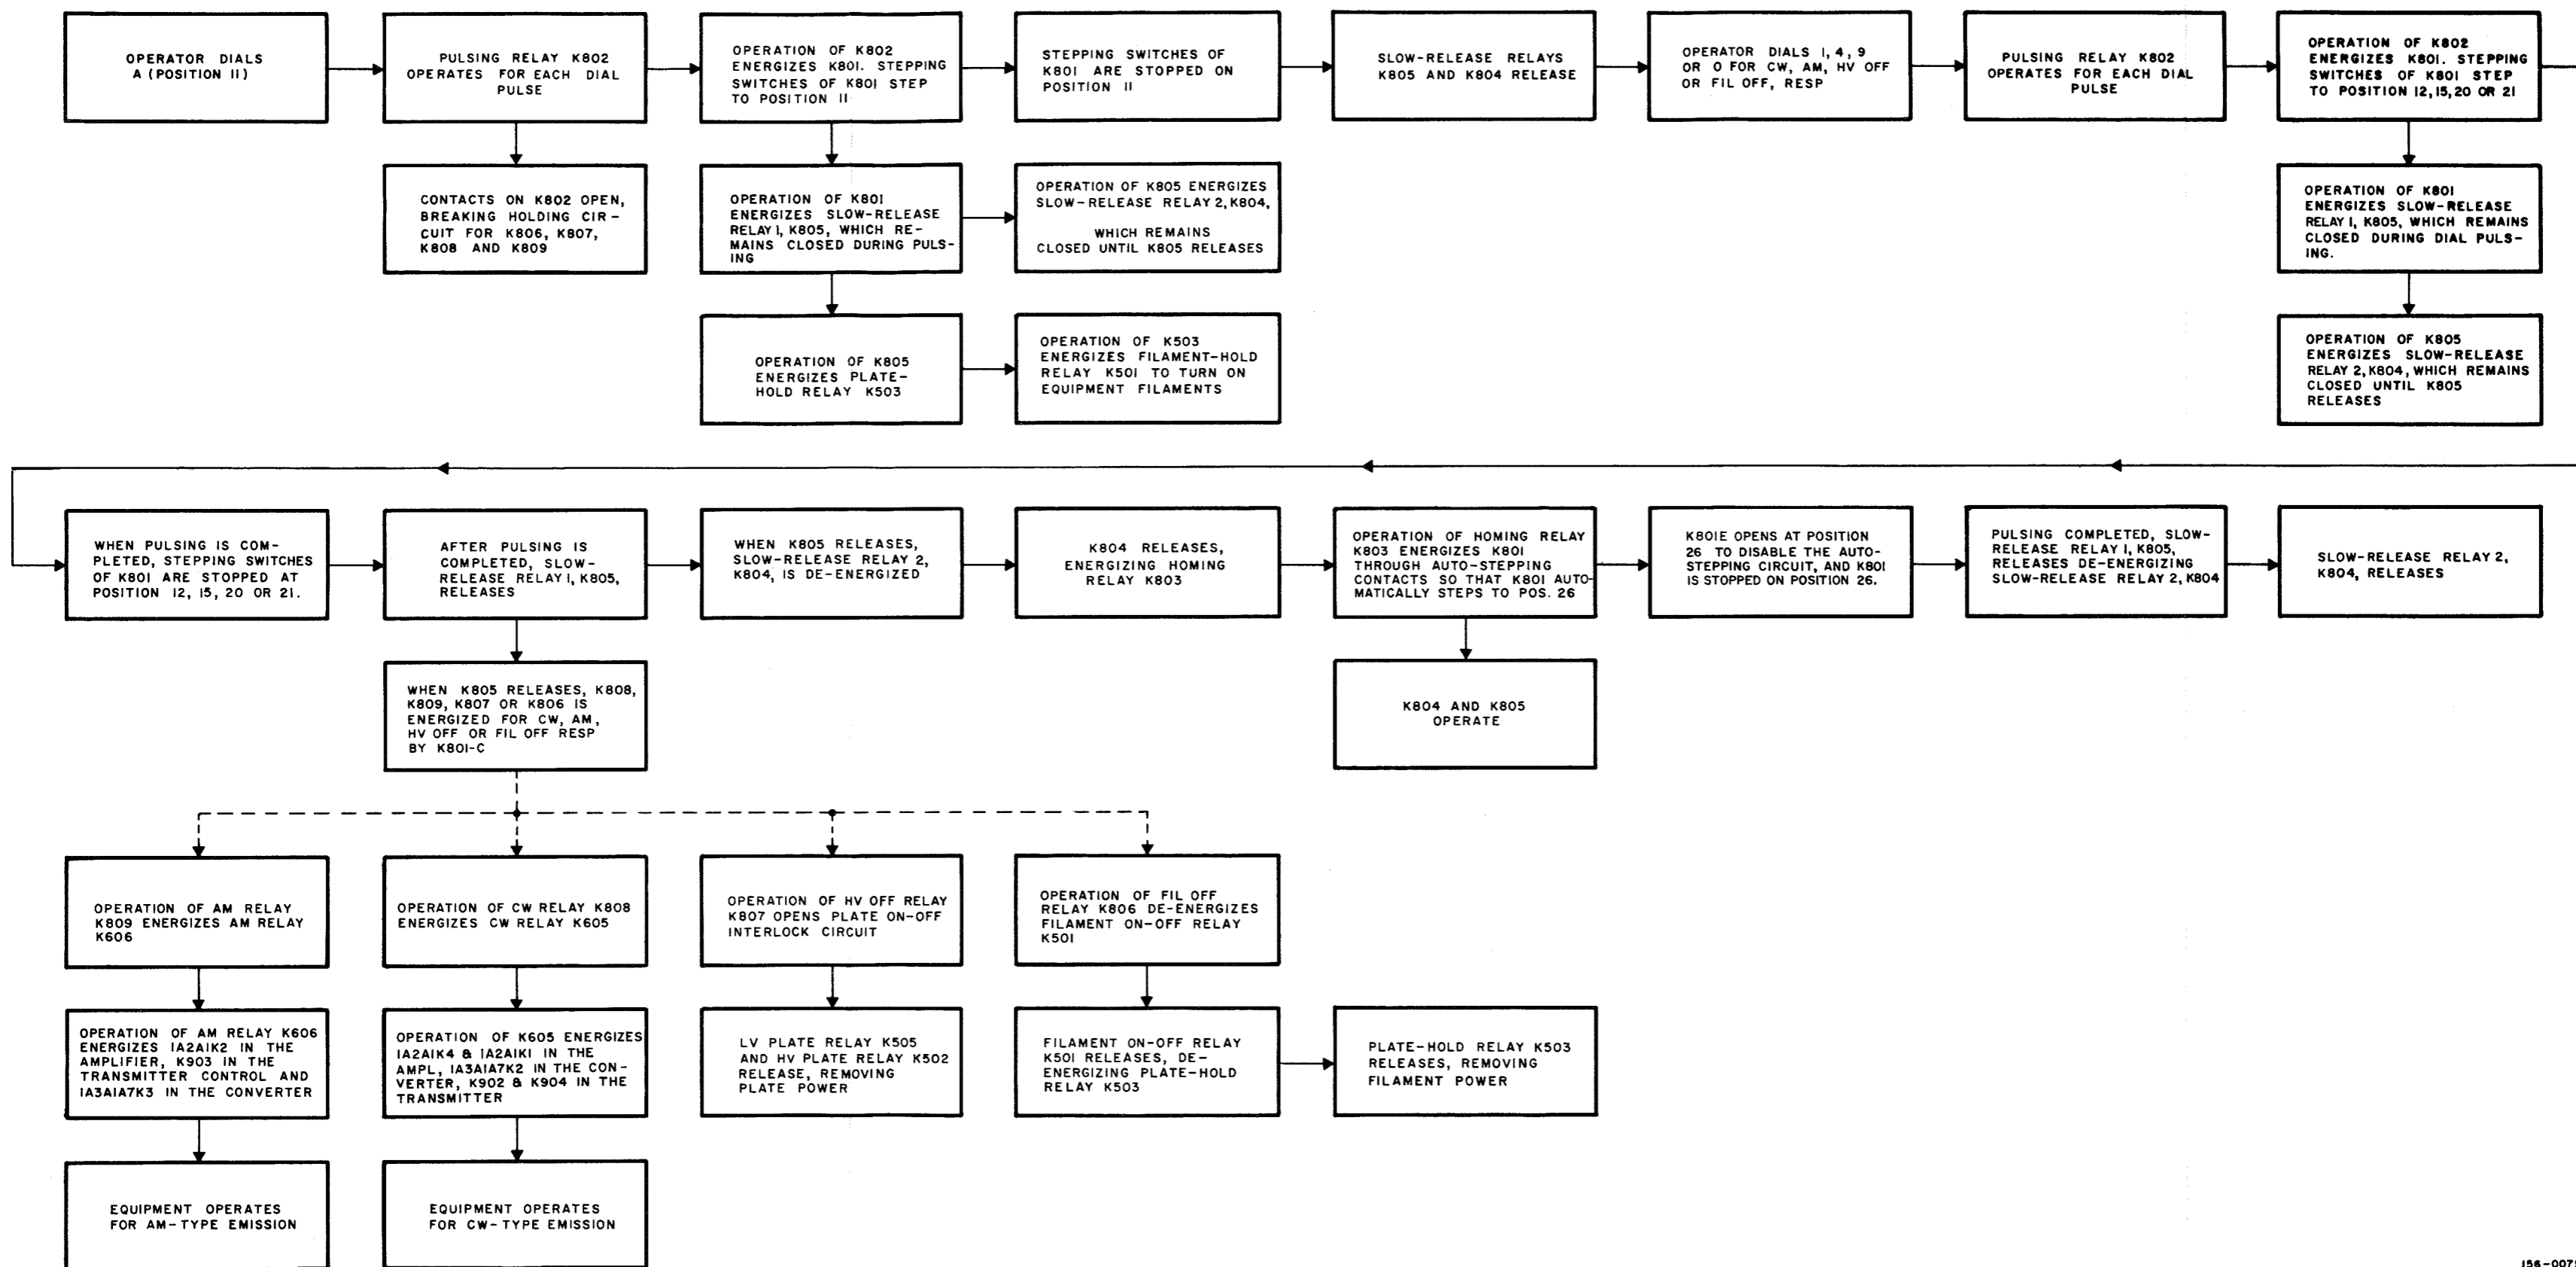 OPERATOR DIALS
A (POSITION 11)
PULSING RELAY K802
OPERATES FOR EACH DIAL
PULSE
OPERATION OF K802
ENERGIZES K801. STEPPING
SWITCHES OF K801 STEP
TO POSITION 11
STEPPING SWITCHES OF
K801 ARE STOPPED ON
POSITION 11
SLOW-RELEASE RELAYS
K805 AND K804 RELEASE
OPERATOR DIALS 1, 4, 9
OR 0 FOR CW, AM, HV OFF
OR FIL OFF, RESP
PULSING RELAY K802
OPERATES FOR EACH DIAL
PULSE
OPERATION OF K802
ENERGIZES K801. STEPPING
SWITCHES OF K801 STEP
TO POSITION 12, 15, 20 OR 21
CONTACTS ON K802 OPEN,
BREAKING HOLDING CIR-
CUIT FOR K806, K807,
K808 AND K809
OPERATION OF K801
ENERGIZES SLOW-RELEASE
RELAY 1, K805, WHICH RE-
MAINS CLOSED DURING PULS-
ING
OPERATION OF K805 ENERGIZES
SLOW-RELEASE RELAY 2, K804,
WHICH REMAINS
CLOSED UNTIL K805 RELEASES
OPERATION OF K801
ENERGIZES SLOW-RELEASE
RELAY 1, K805, WHICH REMAINS
CLOSED DURING DIAL PULS-
ING.
OPERATION OF K805
ENERGIZES PLATE-
HOLD RELAY K503
OPERATION OF K503
ENERGIZES FILAMENT-HOLD
RELAY K501 TO TURN ON
EQUIPMENT FILAMENTS
OPERATION OF K805
ENERGIZES SLOW-RELEASE
RELAY 2, K804, WHICH REMAINS
CLOSED UNTIL K805
RELEASES
WHEN PULSING IS COM-
PLETED, STEPPING SWITCHES
OF K801 ARE STOPPED AT
POSITION 12, 15, 20 OR 21.
AFTER PULSING IS
COMPLETED, SLOW-
RELEASE RELAY 1, K805,
RELEASES
WHEN K805 RELEASES,
SLOW-RELEASE RELAY 2,
K804, IS DE-ENERGIZED
K804 RELEASES,
ENERGIZING HOMING
RELAY K803
OPERATION OF HOMING RELAY
K803 ENERGIZES K801
THROUGH AUTO-STEPPING
CONTACTS SO THAT K801 AUTO-
MATICALLY STEPS TO POS. 26
K801E OPENS AT POSITION
26 TO DISABLE THE AUTO-
STEPPING CIRCUIT, AND K801
IS STOPPED ON POSITION 26.
PULSING COMPLETED, SLOW-
RELEASE RELAY 1, K805,
RELEASES DE-ENERGIZING
SLOW-RELEASE RELAY 2, K804
SLOW-RELEASE RELAY 2,
K804, RELEASES
WHEN K805 RELEASES, K808,
K809, K807 OR K806 IS
ENERGIZED FOR CW, AM,
HV OFF OR FIL OFF RESP
BY K801-C
K804 AND K805
OPERATE
OPERATION OF AM RELAY
K809 ENERGIZES AM RELAY
K606
OPERATION OF CW RELAY K808
ENERGIZES CW RELAY K605
OPERATION OF HV OFF RELAY
K807 OPENS PLATE ON-OFF
INTERLOCK CIRCUIT
OPERATION OF FIL OFF
RELAY K806 DE-ENERGIZES
FILAMENT ON-OFF RELAY
K501
OPERATION OF AM RELAY K606
ENERGIZES 1A2A1K2 IN THE
AMPLIFIER, K903 IN THE
TRANSMITTER CONTROL AND
1A3A1A7K3 IN THE CONVERTER
OPERATION OF K605 ENERGIZES
1A2A1K4 & 1A2A1K1 IN THE
AMPL, 1A3A1A7K2 IN THE CON-
VERTER, K902 & K904 IN THE
TRANSMITTER
LV PLATE RELAY K505
AND HV PLATE RELAY K502
RELEASE, REMOVING
PLATE POWER
FILAMENT ON-OFF RELAY
K501 RELEASES, DE-
ENERGIZING PLATE-HOLD
RELAY K503
PLATE-HOLD RELAY K503
RELEASES, REMOVING
FILAMENT POWER
EQUIPMENT OPERATES
FOR AM-TYPE EMISSION
EQUIPMENT OPERATES
FOR CW-TYPE EMISSION